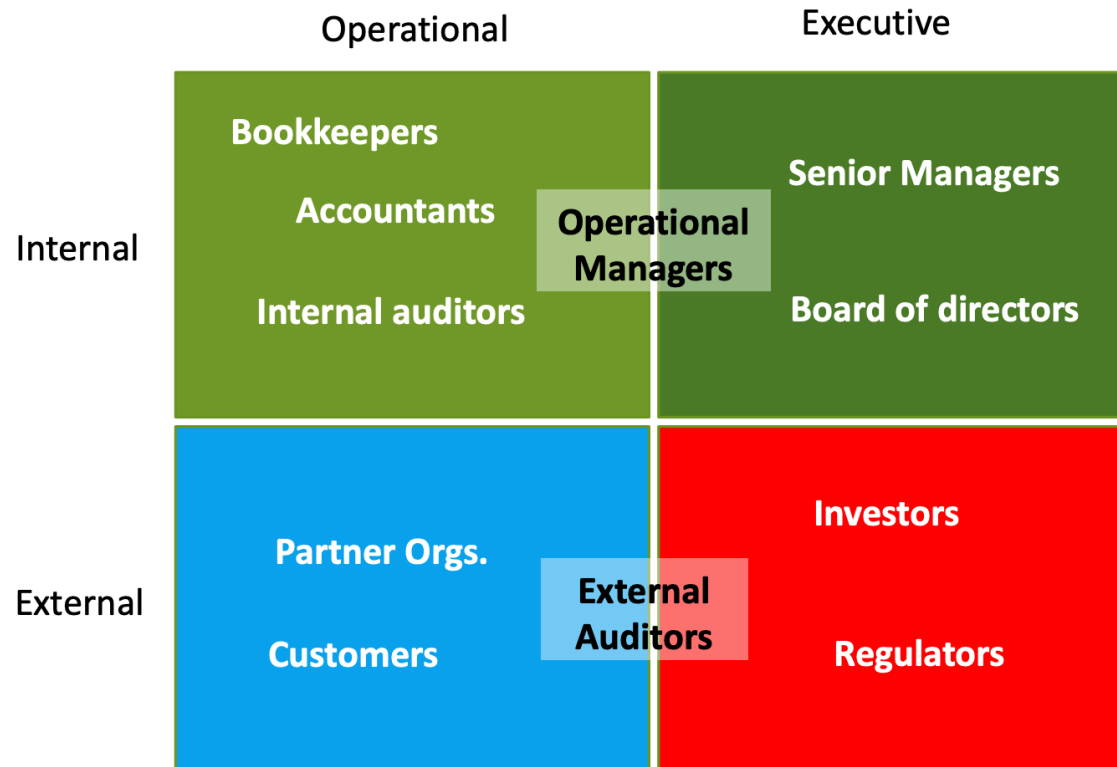 Operational
Executive
Bookkeepers
Senior Managers
Accountants
Operational
Managers
Internal
Internal auditors
Board of directors
Investors
Partner Orgs.
External
External
Auditors
Customers
Regulators